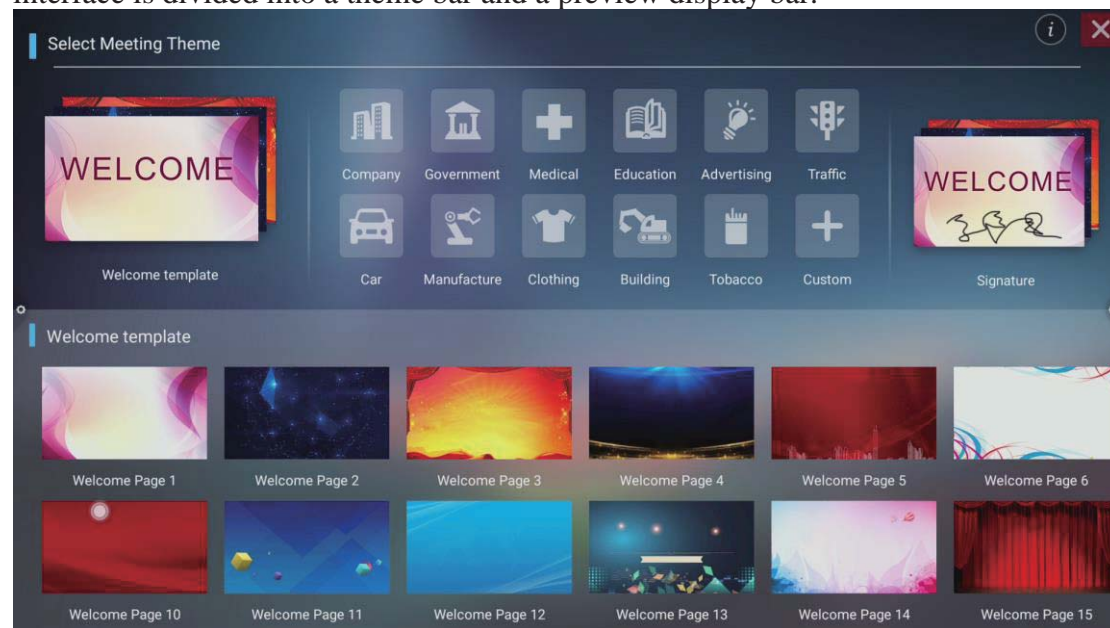 interface is divided into a theme bar and a preview display bar.
Select Meeting Theme
i
WELCOME
Welcome template
Company Government Medical Education Advertising Traffic
Car Manufacture Clothing Building Tobacco Custom
WELCOME
Signature
Welcome template
Welcome Page 1 Welcome Page 2 Welcome Page 3 Welcome Page 4 Welcome Page 5 Welcome Page 6
Welcome Page 10 Welcome Page 11 Welcome Page 12 Welcome Page 13 Welcome Page 14 Welcome Page 15